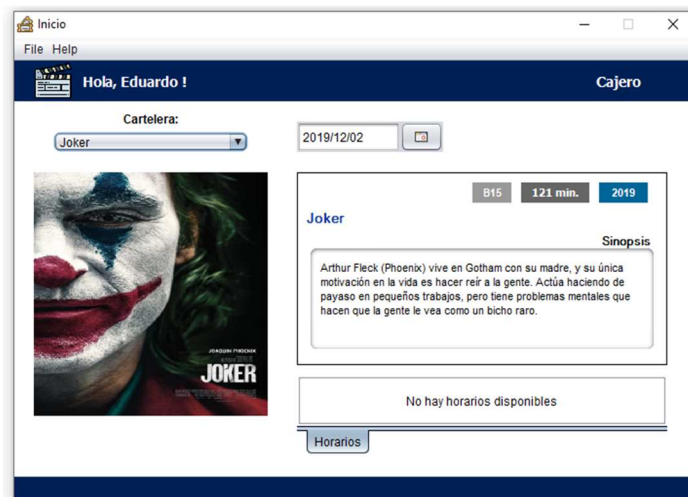 Inicio
File Help
Hola, Eduardo !
Cajero
Cartelera:
Joker
2019/12/02
B15 121 min. 2019
Joker
Sinopsis
Arthur Fleck (Phoenix) vive en Gotham con su madre, y su única
motivación en la vida es hacer reír a la gente. Actúa haciendo de
payaso en pequeños trabajos, pero tiene problemas mentales que
hacen que la gente le vea como un bicho raro.
JOAQUIN PHOENIX
JOKER
No hay horarios disponibles
Horarios